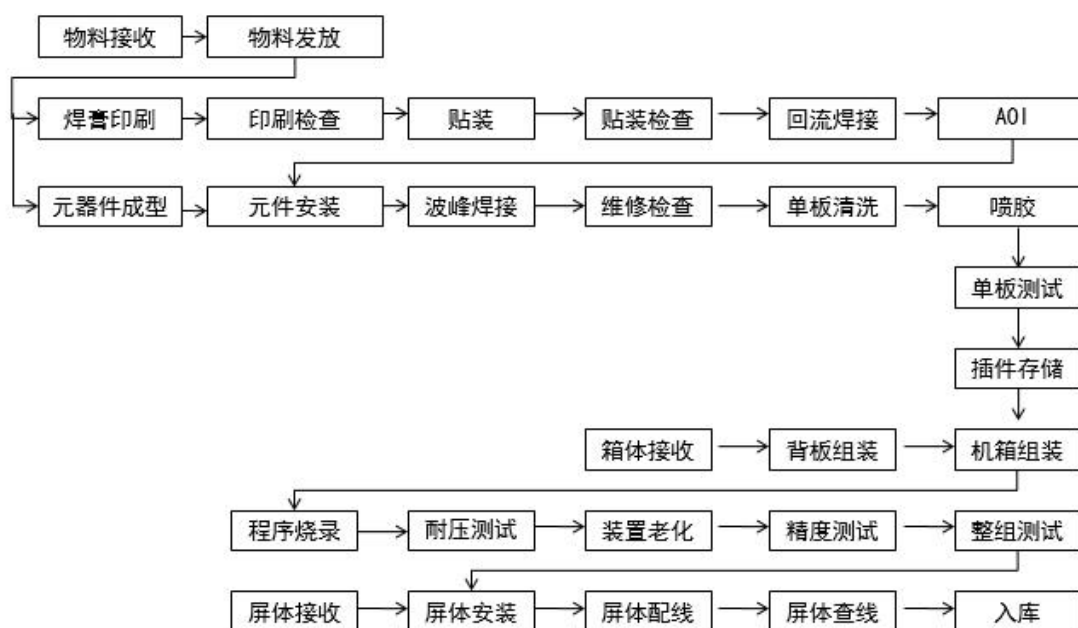 物料接收
物料发放
焊膏印刷
印刷检查
贴装
贴装检查
回流焊接
AOI
元器件成型
元件安装
波峰焊接
维修检查
单板清洗
喷胶
单板测试
插件存储
箱体接收
背板组装
机箱组装
程序烧录
耐压测试
装置老化
精度测试
整组测试
屏体接收
屏体安装
屏体配线
屏体查线
入库